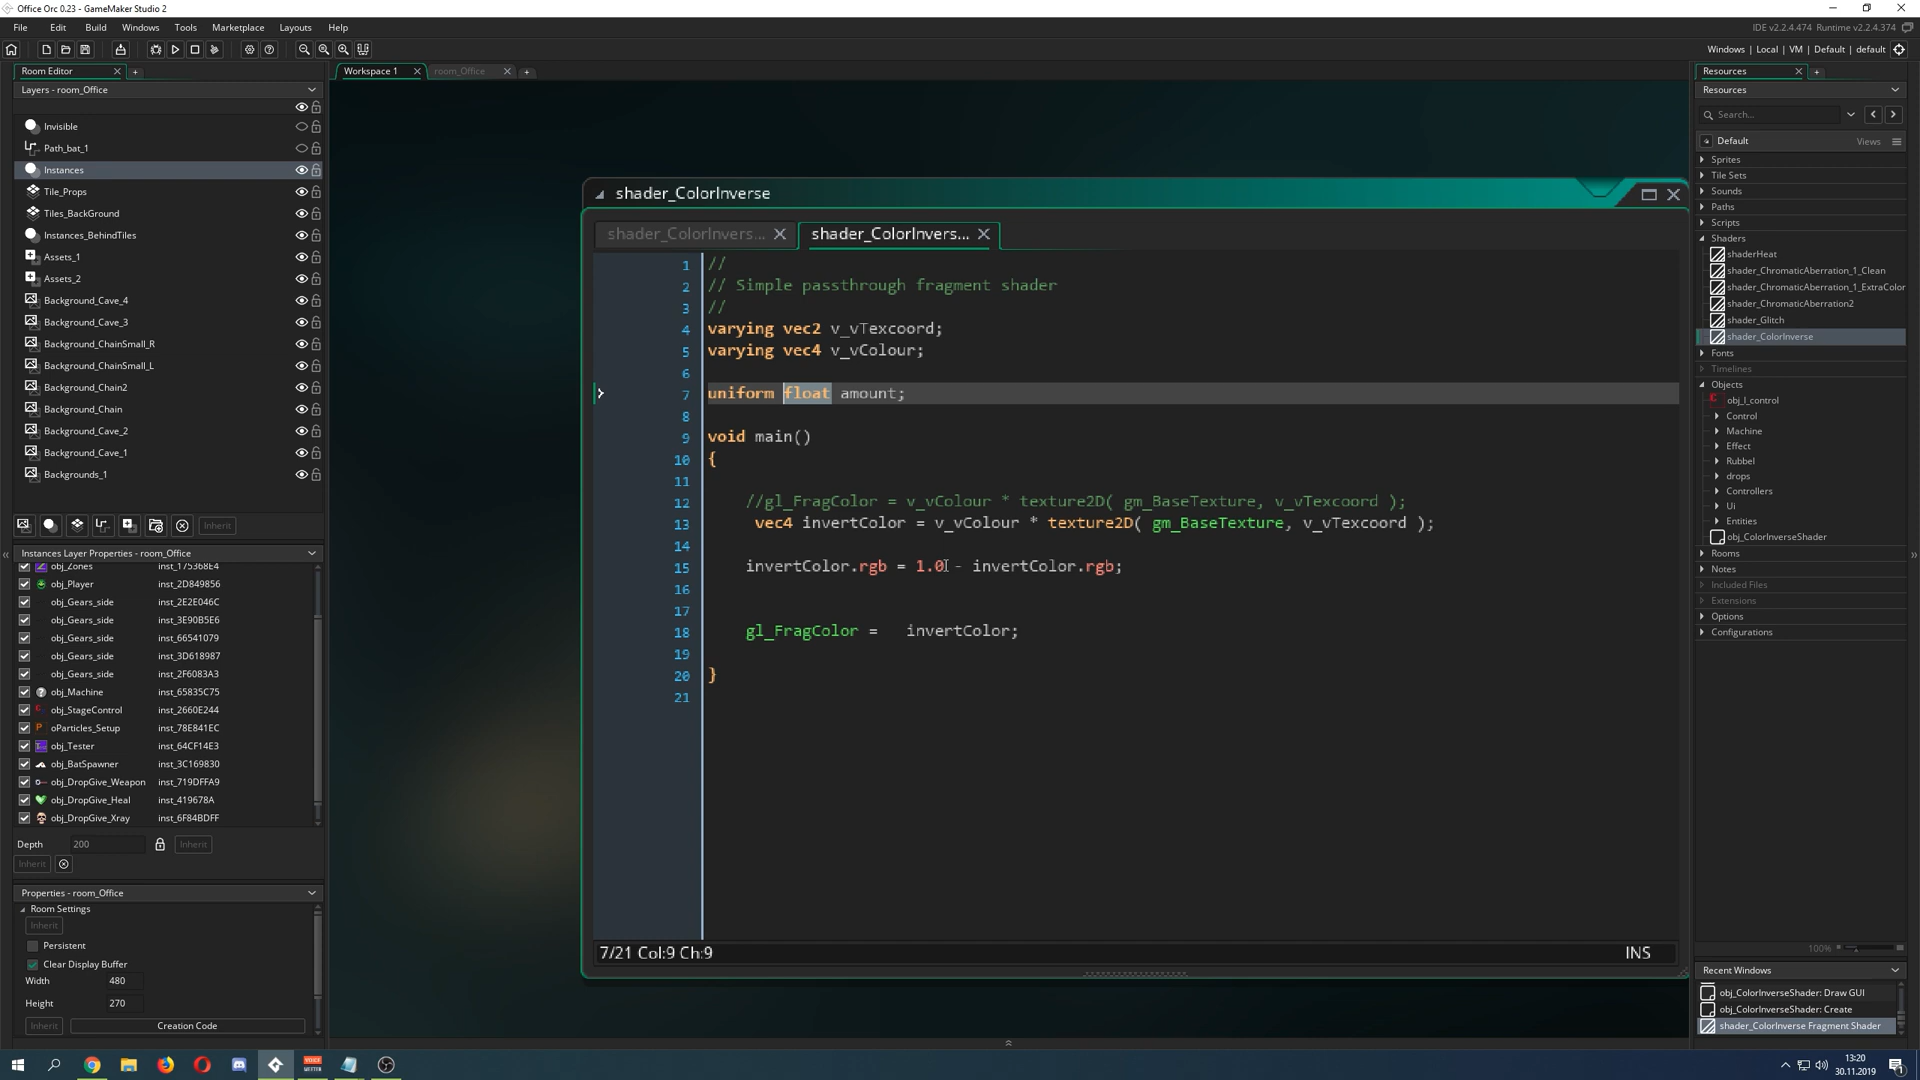 Office Orc 0.23 - GameMaker Studio 2
File Edit Build Windows Tools Marketplace Layouts Help
IDE v2.2.4.474 Runtime v2.2.4.374
Windows | Local | VM | Default | default
Room Editor
Layers - room_Office
Invisible
Path_bat_1
Instances
Tile_Props
Tiles_BackGround
Instances_BehindTiles
Assets_1
Assets_2
Background_Cave_4
Background_Cave_3
Background_ChainSmall_R
Background_ChainSmall_L
Background_Chain2
Background_Chain
Background_Cave_2
Background_Cave_1
Backgrounds_1
Inherit
Instances Layer Properties - room_Office
obj_Zones inst_175368E4
obj_Player inst_2D849856
obj_Gears_side inst_2E2E046C
obj_Gears_side inst_3E90B5E6
obj_Gears_side inst_66541079
obj_Gears_side inst_3D618987
obj_Gears_side inst_2F6083A3
obj_Machine inst_65835C75
obj_StageControl inst_2660E244
oParticles_Setup inst_78E841EC
obj_Tester inst_64CF14E3
obj_BatSpawner inst_3C169830
obj_DropGive_Weapon inst_719DFFA9
obj_DropGive_Heal inst_419678A
obj_DropGive_Xray inst_6F84BDFF
Depth 200 Inherit
Inherit
Properties - room_Office
Room Settings
Inherit
Persistent
Clear Display Buffer
Width 480
Height 270
Inherit Creation Code
Workspace 1 room_Office
shader_ColorInverse
shader_ColorInvers... shader_ColorInvers...
1 //
2 // Simple passthrough fragment shader
3 //
4 varying vec2 v_vTexcoord;
5 varying vec4 v_vColour;
6
7 uniform float amount;
8
9 void main()
10 {
11
12 //gl_FragColor = v_vColour * texture2D( gm_BaseTexture, v_vTexcoord );
13 vec4 invertColor = v_vColour * texture2D( gm_BaseTexture, v_vTexcoord );
14
15 invertColor.rgb = 1.0 - invertColor.rgb;
16
17
18 gl_FragColor = invertColor;
19
20 }
21
7/21 Col:9 Ch:9 INS
Resources
Resources
Search...
Default Views
Sprites
Tile Sets
Sounds
Paths
Scripts
Shaders
shaderHeat
shader_ChromaticAberration_1_Clean
shader_ChromaticAberration_1_ExtraColor
shader_ChromaticAberration2
shader_Glitch
shader_ColorInverse
Fonts
Timelines
Objects
obj_l_control
Control
Machine
Effect
Rubbel
drops
Controllers
Ui
Entities
obj_ColorInverseShader
Rooms
Notes
Included Files
Extensions
Options
Configurations
100%
Recent Windows
obj_ColorInverseShader: Draw GUI
obj_ColorInverseShader: Create
shader_ColorInverse Fragment Shader
13:20
30.11.2019